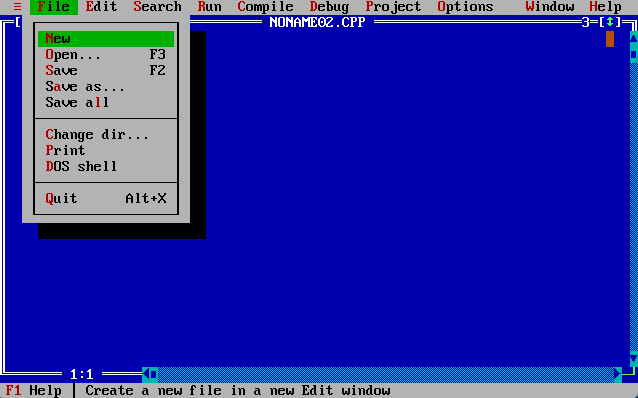 ≡ File Edit Search Run Compile Debug Project Options Window Help
[ NONAME02.CPP 3=[↕]
New
Open... F3
Save F2
Save as...
Save all
Change dir...
Print
DOS shell
Quit Alt+X
1:1
F1 Help | Create a new file in a new Edit window